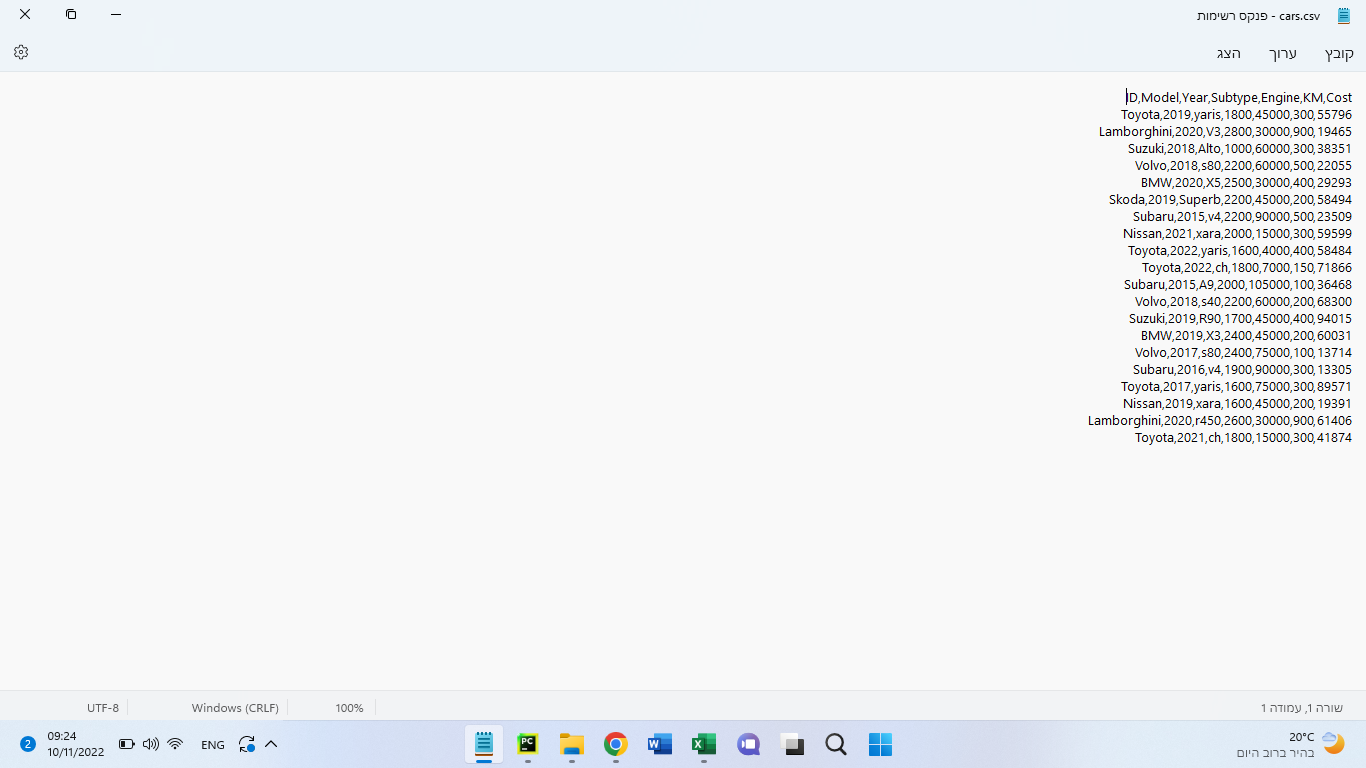 cars.csv - פנקס רשימות
קובץ ערוך הצג
ID,Model,Year,Subtype,Engine,KM,Cost
Toyota,2019,yaris,1800,45000,300,55796
Lamborghini,2020,V3,2800,30000,900,19465
Suzuki,2018,Alto,1000,60000,300,38351
Volvo,2018,s80,2200,60000,500,22055
BMW,2020,X5,2500,30000,400,29293
Skoda,2019,Superb,2200,45000,200,58494
Subaru,2015,v4,2200,90000,500,23509
Nissan,2021,xara,2000,15000,300,59599
Toyota,2022,yaris,1600,4000,400,58484
Toyota,2022,ch,1800,7000,150,71866
Subaru,2015,A9,2000,105000,100,36468
Volvo,2018,s40,2200,60000,200,68300
Suzuki,2019,R90,1700,45000,400,94015
BMW,2019,X3,2400,45000,200,60031
Volvo,2017,s80,2400,75000,100,13714
Subaru,2016,v4,1900,90000,300,13305
Toyota,2017,yaris,1600,75000,300,89571
Nissan,2019,xara,1600,45000,200,19391
Lamborghini,2020,r450,2600,30000,900,61406
Toyota,2021,ch,1800,15000,300,41874
שורה 1, עמודה 1
100%
Windows (CRLF)
UTF-8
20°C
בהיר ברוב היום
PC
W
X
ENG
09:24
10/11/2022
2